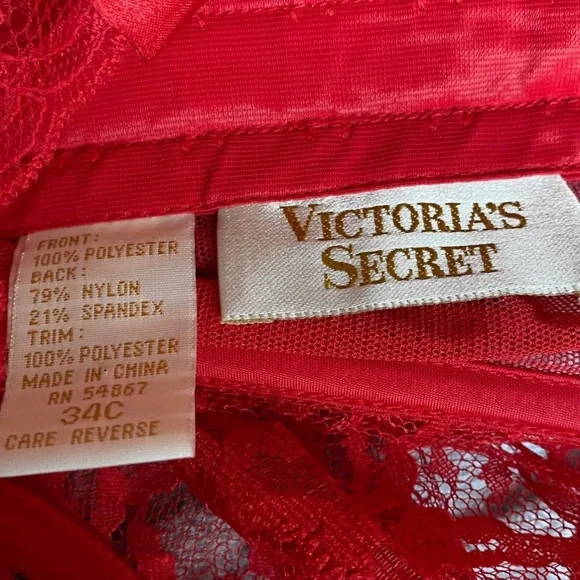 FRONT:
100% POLYESTER
BACK:
79% NYLON
21% SPANDEX
TRIM:
100% POLYESTER
MADE IN CHINA
RN 54867
34C
CARE REVERSE
VICTORIA'S
SECRET